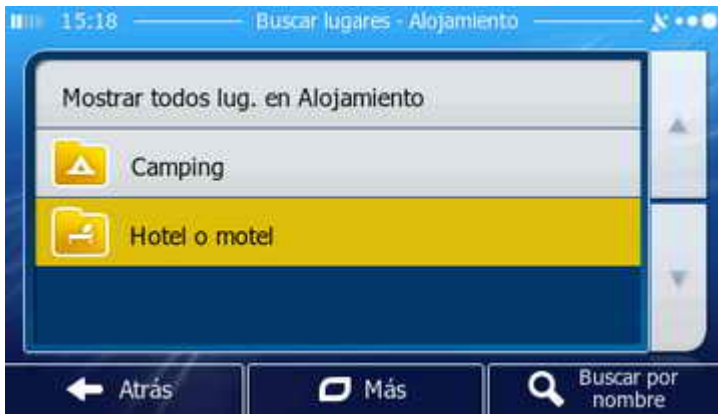 15:18 Buscar lugares - Alojamiento
Mostrar todos lug. en Alojamiento
Camping
Hotel o motel
Atrás
Más
Buscar por
nombre